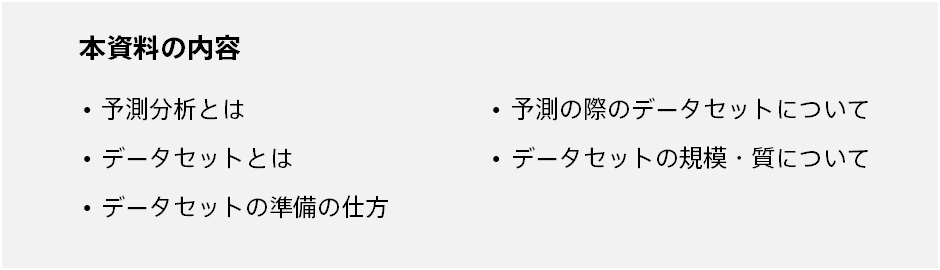 本資料の内容
・予測分析とは
・データセットとは
・データセットの準備の仕方
・予測の際のデータセットについて
・データセットの規模・質について